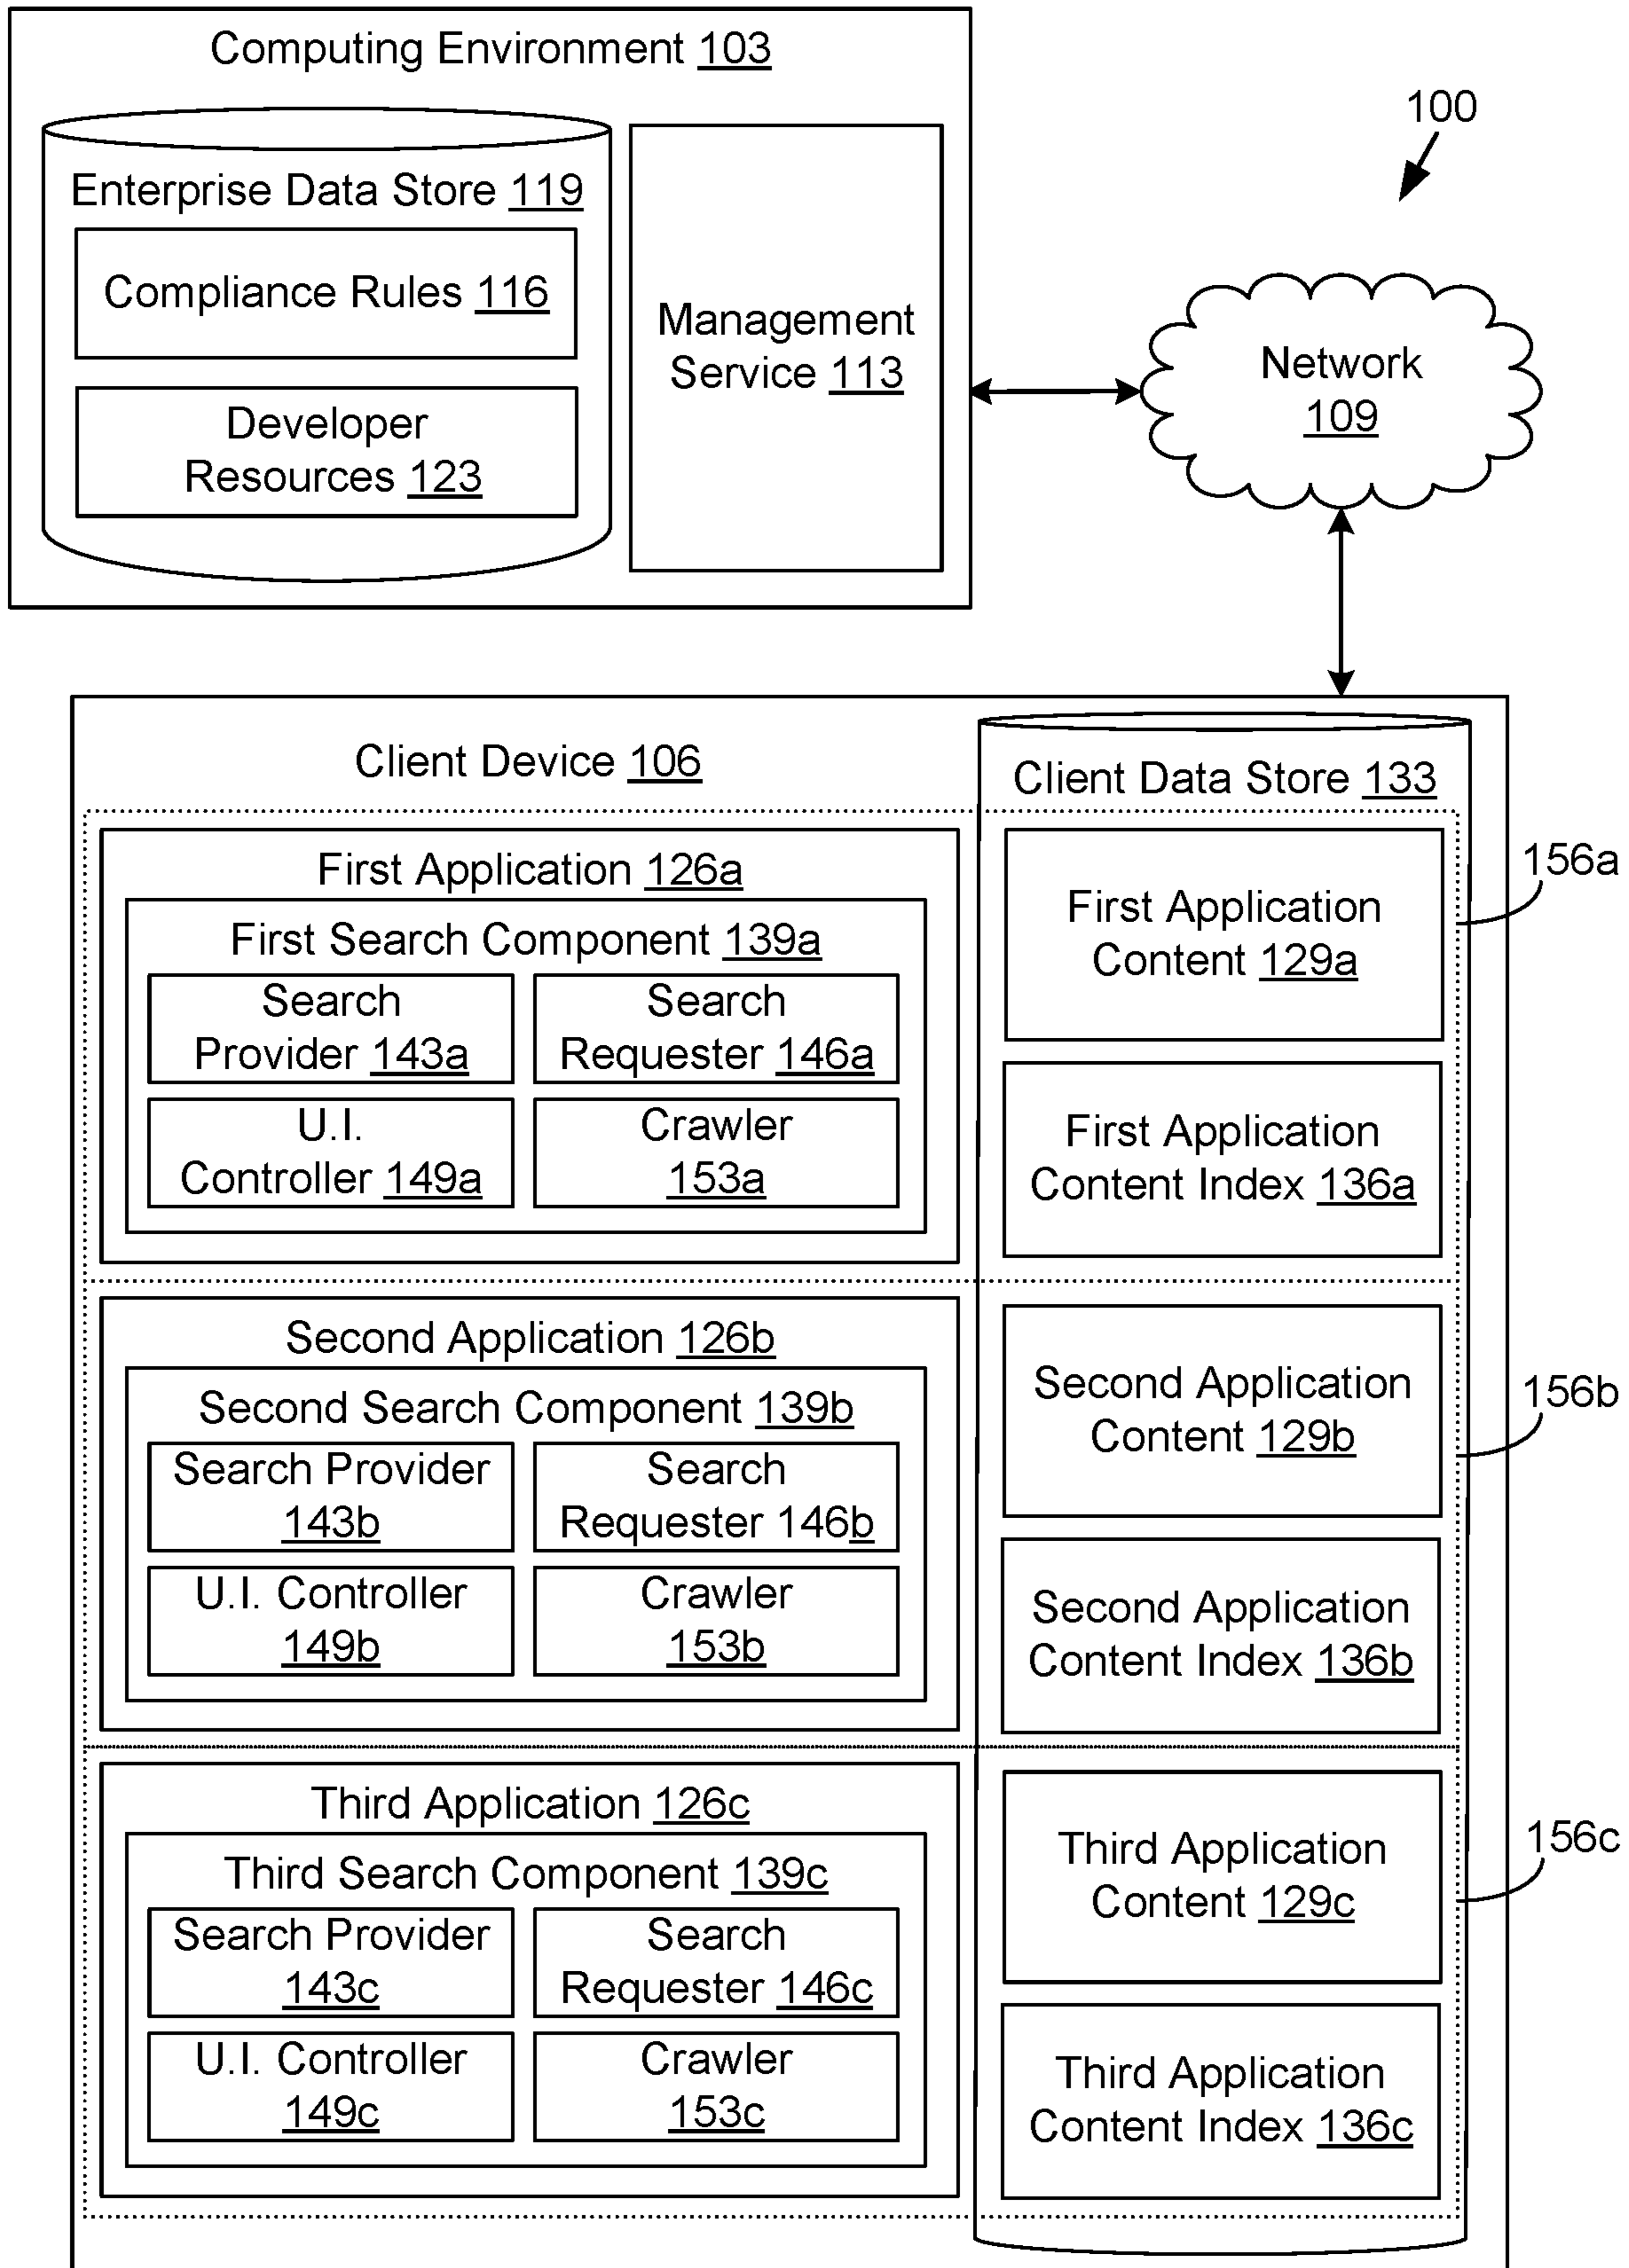 Computing Environment 103
Enterprise Data Store 119
Compliance Rules 116
Developer
Resources 123
Management
Service 113
100
Network
109
Client Device 106
Client Data Store 133
First Application 126a
First Search Component 139a
Search
Provider 143a
Search
Requester 146a
U.I.
Controller 149a
Crawler
153a
First Application
Content 129a
First Application
Content Index 136a
156a
Second Application 126b
Second Search Component 139b
Search Provider
143b
Search
Requester 146b
U.I. Controller
149b
Crawler
153b
Second Application
Content 129b
Second Application
Content Index 136b
156b
Third Application 126c
Third Search Component 139c
Search Provider
143c
Search
Requester 146c
U.I. Controller
149c
Crawler
153c
Third Application
Content 129c
Third Application
Content Index 136c
156c